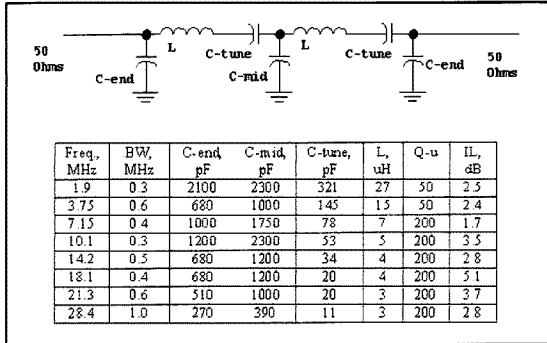 L C-tune L C-tune
50 Ohms C-end C-mid C-end 50 Ohms
Freq., MHz BW, MHz C-end, pF C-mid, pF C-tune, pF L, uH Q-u IL, dB
1.9 0.3 2100 2300 321 27 50 2.5
3.75 0.6 680 1000 145 15 50 2.4
7.15 0.4 1000 1750 78 7 200 1.7
10.1 0.3 1200 2300 53 5 200 3.5
14.2 0.5 680 1200 34 4 200 2.8
18.1 0.4 680 1200 20 4 200 5.1
21.3 0.6 510 1000 20 3 200 3.7
28.4 1.0 270 390 11 3 200 2.8